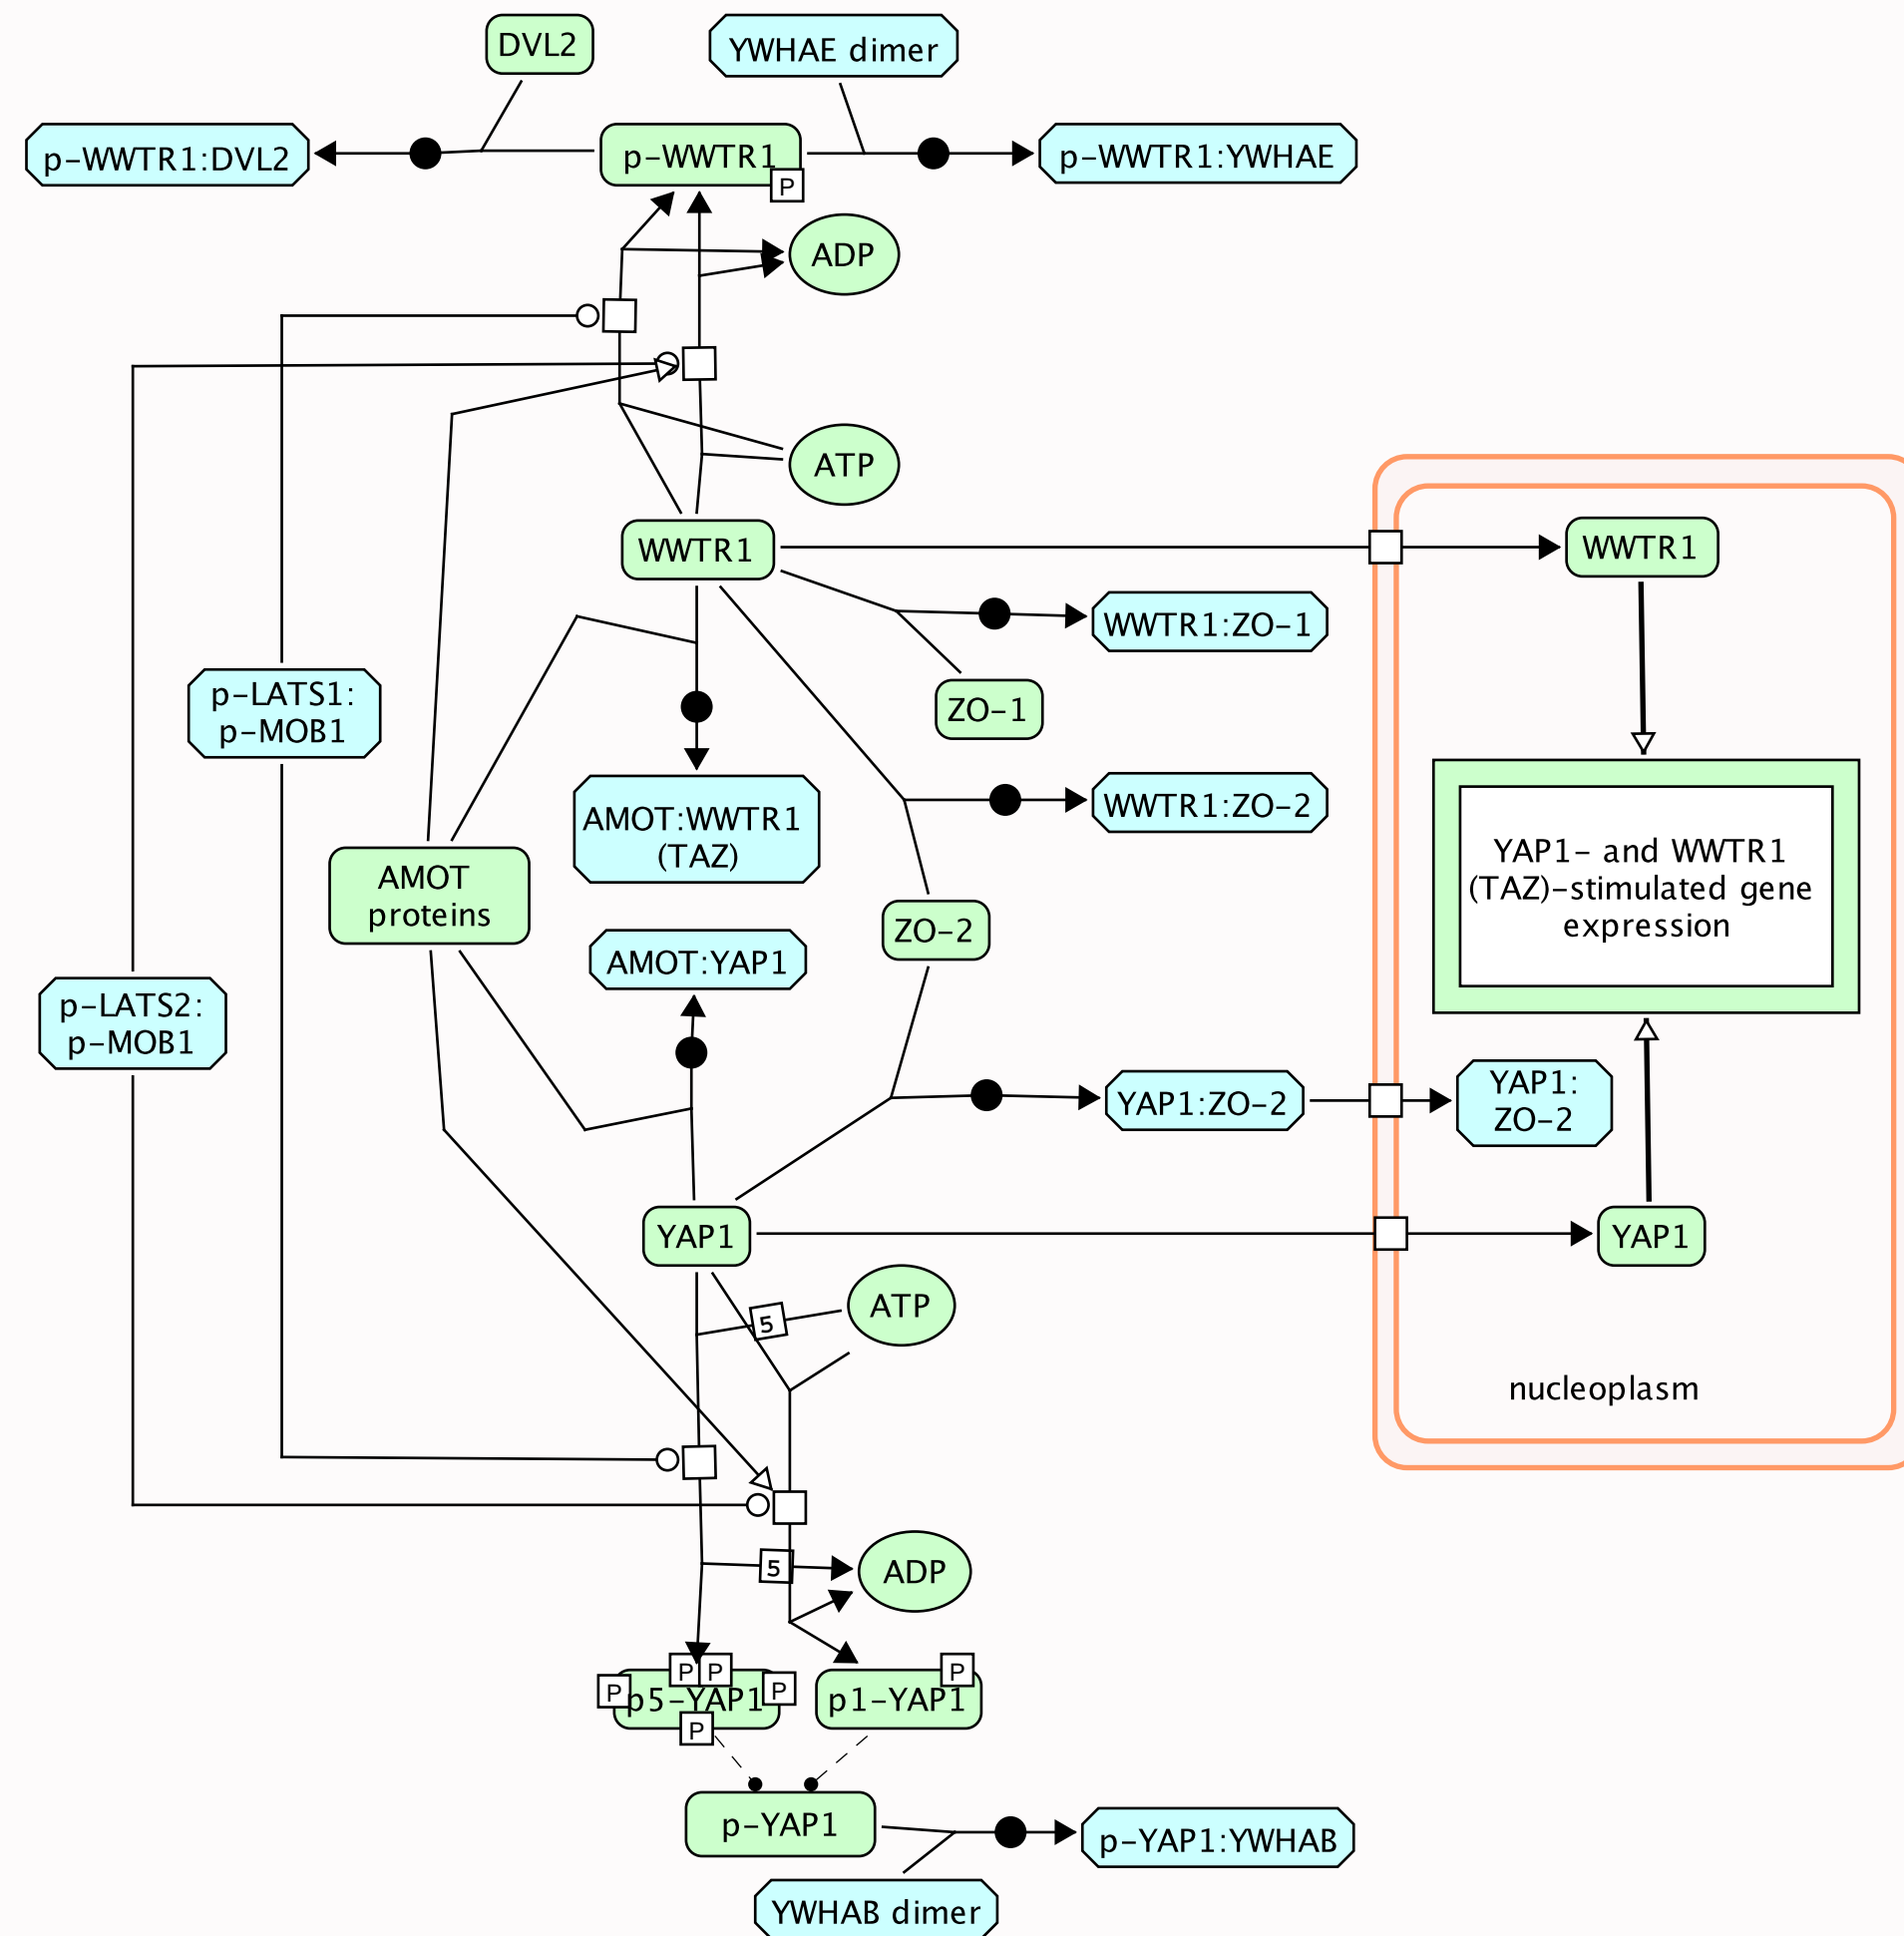 DVL2
YWHAE dimer
p-WWTR1:DVL2
p-WWTR1
P
p-WWTR1:YWHAE
ADP
ATP
WWTR1
WWTR1
WWTR1:ZO-1
p-LATS1:
p-MOB1
ZO-1
AMOT:WWTR1
(TAZ)
WWTR1:ZO-2
YAP1- and WWTR1
(TAZ)-stimulated gene
expression
AMOT
proteins
ZO-2
AMOT:YAP1
p-LATS2:
p-MOB1
YAP1:ZO-2
YAP1:
ZO-2
YAP1
YAP1
ATP
5
nucleoplasm
5
ADP
P
P
P
P
P
p5-YAP1
P
p1-YAP1
p-YAP1
p-YAP1:YWHAB
YWHAB dimer